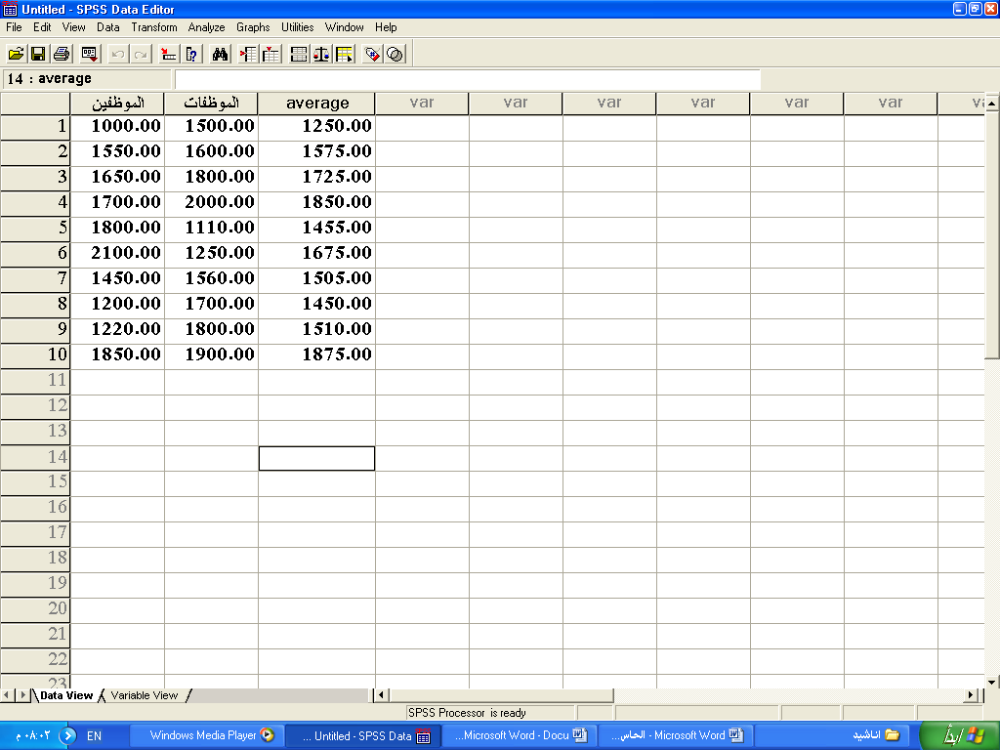 Untitled - SPSS Data Editor
File Edit View Data Transform Analyze Graphs Utilities Window Help
14 : average
الموظفين الموظفات average var var var var var var va
1 1000.00 1500.00 1250.00
2 1550.00 1600.00 1575.00
3 1650.00 1800.00 1725.00
4 1700.00 2000.00 1850.00
5 1800.00 1110.00 1455.00
6 2100.00 1250.00 1675.00
7 1450.00 1560.00 1505.00
8 1200.00 1700.00 1450.00
9 1220.00 1800.00 1510.00
10 1850.00 1900.00 1875.00
11
12
13
14
15
16
17
18
19
20
21
22
23
Data View Variable View
SPSS Processor is ready
٠٨:٠٢ م EN Windows Media Player ... Untitled - SPSS Data ...Microsoft Word - Docu ...الحاس - Microsoft Word اناشيد ابدأ